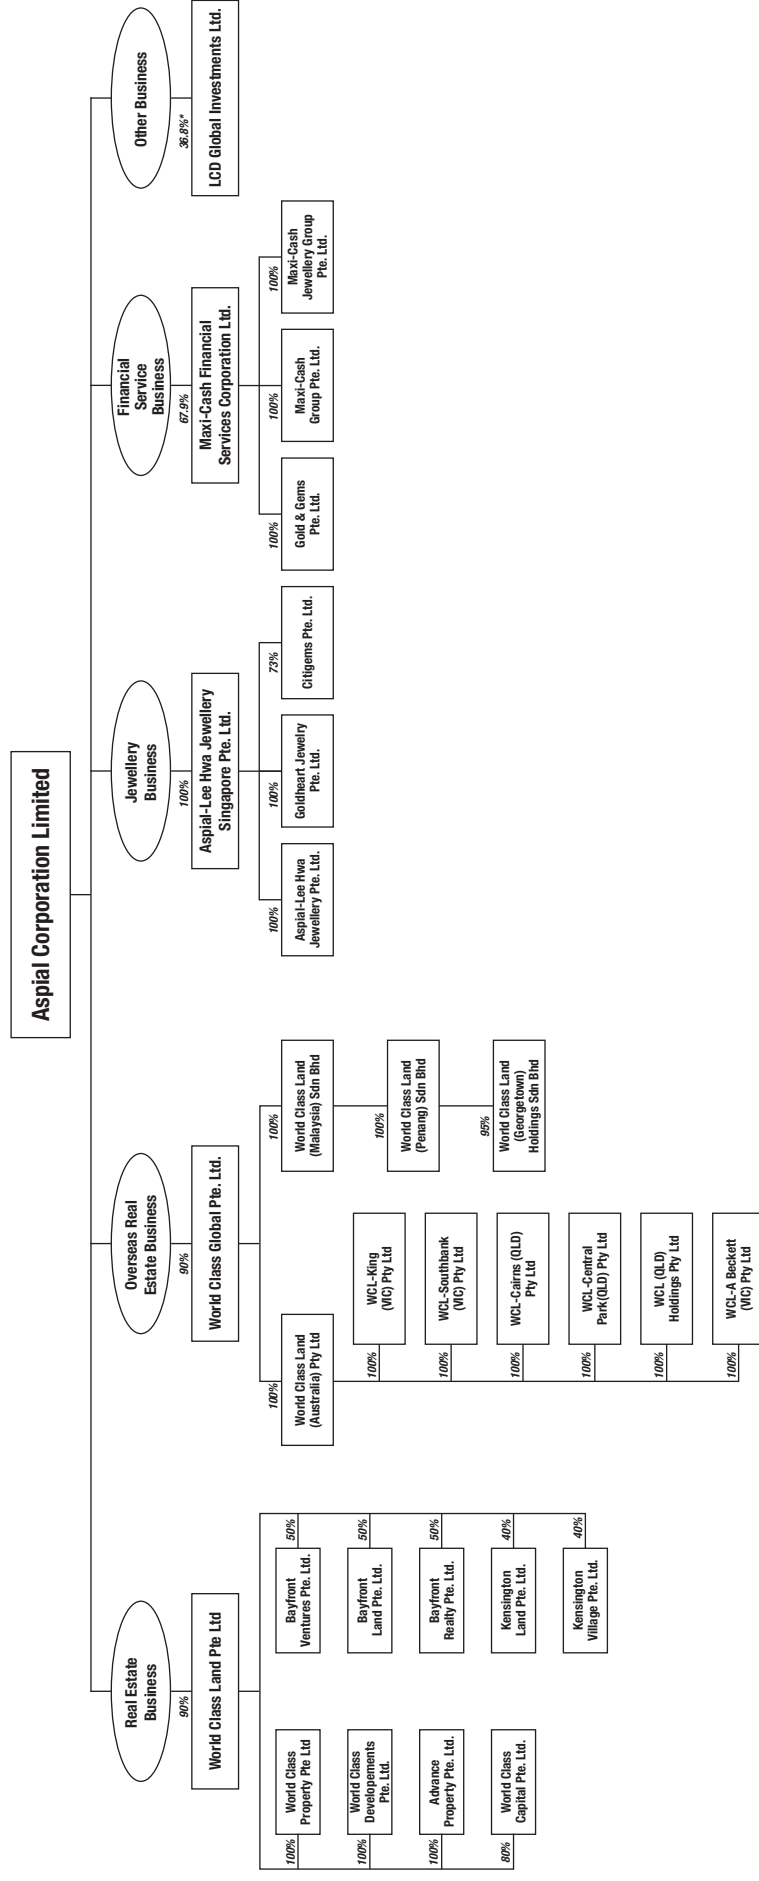 Aspial Corporation Limited
Real Estate
Business
90%
World Class Land Pte Ltd
100%
World Class
Property Pte Ltd
100%
World Class
Developements
Pte. Ltd.
100%
Advance
Property Pte. Ltd.
80%
World Class
Capital Pte. Ltd.
50%
Bayfront
Ventures Pte. Ltd.
50%
Bayfront
Land Pte. Ltd.
50%
Bayfront
Realty Pte. Ltd.
40%
Kensington
Land Pte. Ltd.
40%
Kensington
Village Pte. Ltd.
Overseas Real
Estate Business
90%
World Class Global Pte. Ltd.
100%
World Class Land
(Australia) Pty Ltd
100%
WCL-King
(VIC) Pty Ltd
100%
WCL-Southbank
(VIC) Pty Ltd
100%
WCL-Cairns (QLD)
Pty Ltd
100%
WCL-Central
Park(QLD) Pty Ltd
100%
WCL (QLD)
Holdings Pty Ltd
100%
WCL-A Beckett
(VIC) Pty Ltd
100%
World Class Land
(Malaysia) Sdn Bhd
100%
World Class Land
(Penang) Sdn Bhd
95%
World Class Land
(Georgetown)
Holdings Sdn Bhd
Jewellery
Business
100%
Aspial-Lee Hwa Jewellery
Singapore Pte. Ltd.
100%
Aspial-Lee Hwa
Jewellery Pte. Ltd.
100%
Goldheart Jewelry
Pte. Ltd.
73%
Citigems Pte. Ltd.
Financial
Service
Business
67.9%
Maxi-Cash Financial
Services Corporation Ltd.
100%
Gold & Gems
Pte. Ltd.
100%
Maxi-Cash
Group Pte. Ltd.
100%
Maxi-Cash
Jewellery Group
Pte. Ltd.
Other Business
36.8%*
LCD Global Investments Ltd.